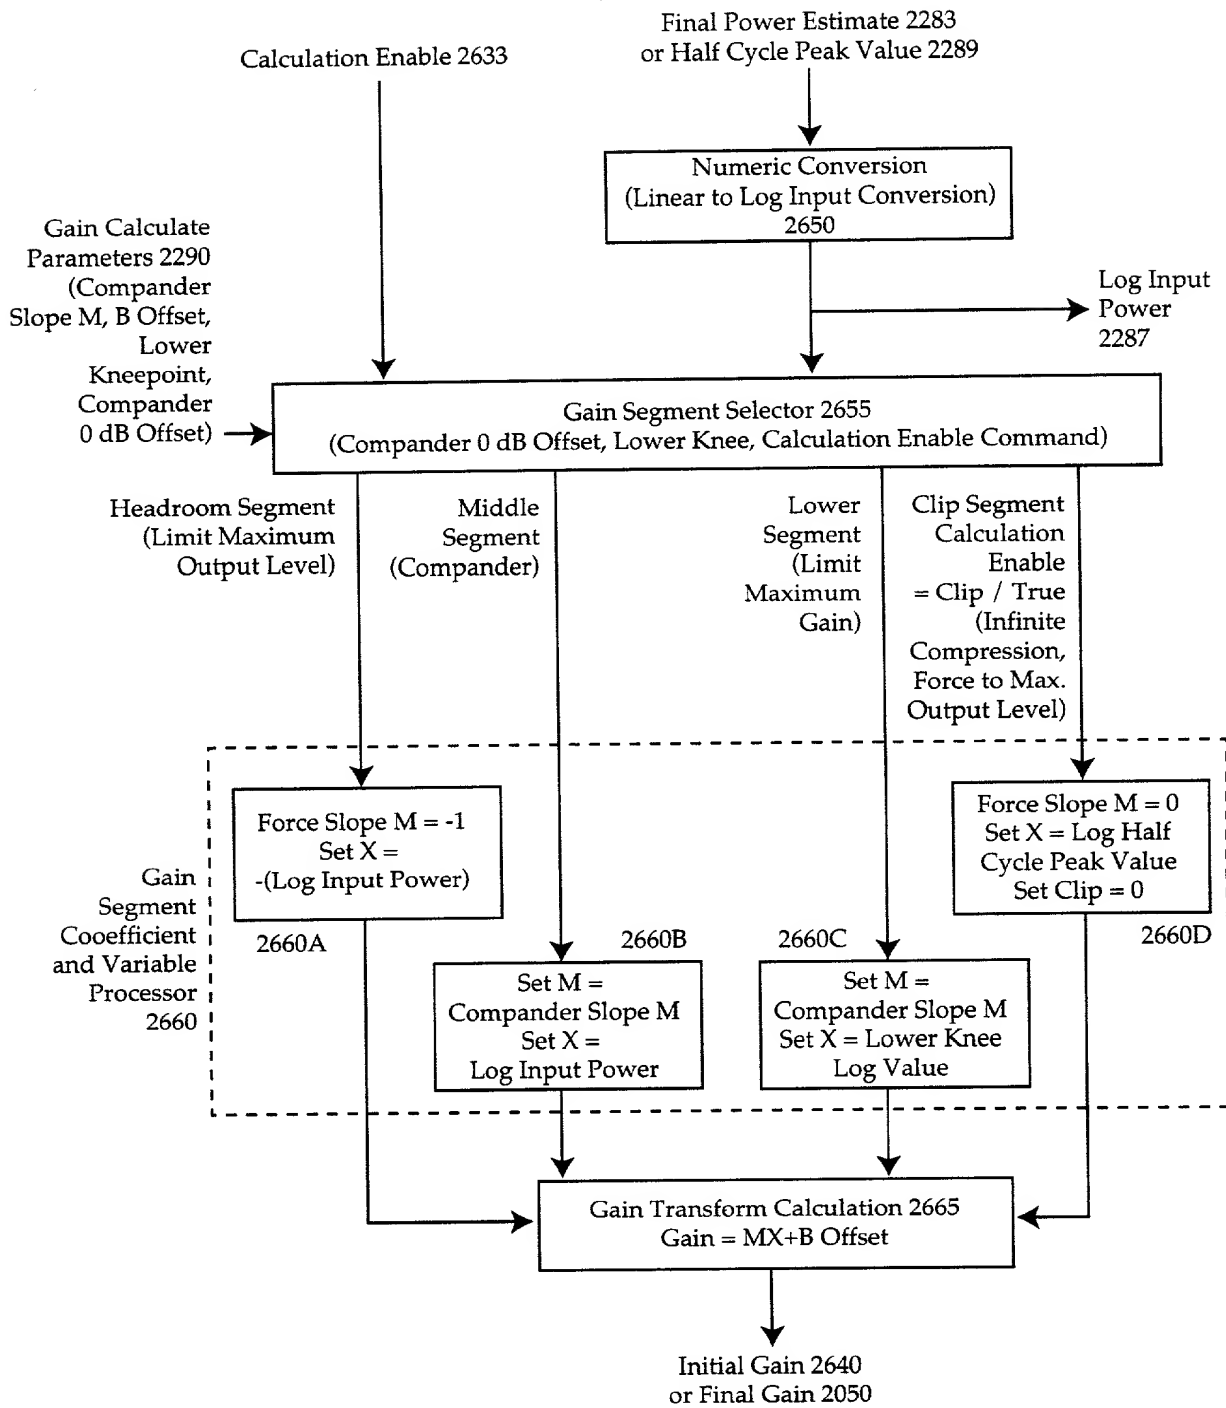 Final Power Estimate 2283
or Half Cycle Peak Value 2289
Calculation Enable 2633
Numeric Conversion
(Linear to Log Input Conversion)
2650
Gain Calculate
Parameters 2290
(Compander
Slope M, B Offset,
Lower
Kneepoint,
Compander
0 dB Offset)
Log Input
Power
2287
Gain Segment Selector 2655
(Compander 0 dB Offset, Lower Knee, Calculation Enable Command)
Headroom Segment
(Limit Maximum
Output Level)
Middle
Segment
(Compander)
Lower
Segment
(Limit
Maximum
Gain)
Clip Segment
Calculation
Enable
= Clip / True
(Infinite
Compression,
Force to Max.
Output Level)
Force Slope M = -1
Set X =
-(Log Input Power)
2660A
Force Slope M = 0
Set X = Log Half
Cycle Peak Value
Set Clip = 0
2660D
Gain
Segment
Cooefficient
and Variable
Processor
2660
2660B
Set M =
Compander Slope M
Set X =
Log Input Power
2660C
Set M =
Compander Slope M
Set X = Lower Knee
Log Value
Gain Transform Calculation 2665
Gain = MX+B Offset
Initial Gain 2640
or Final Gain 2050